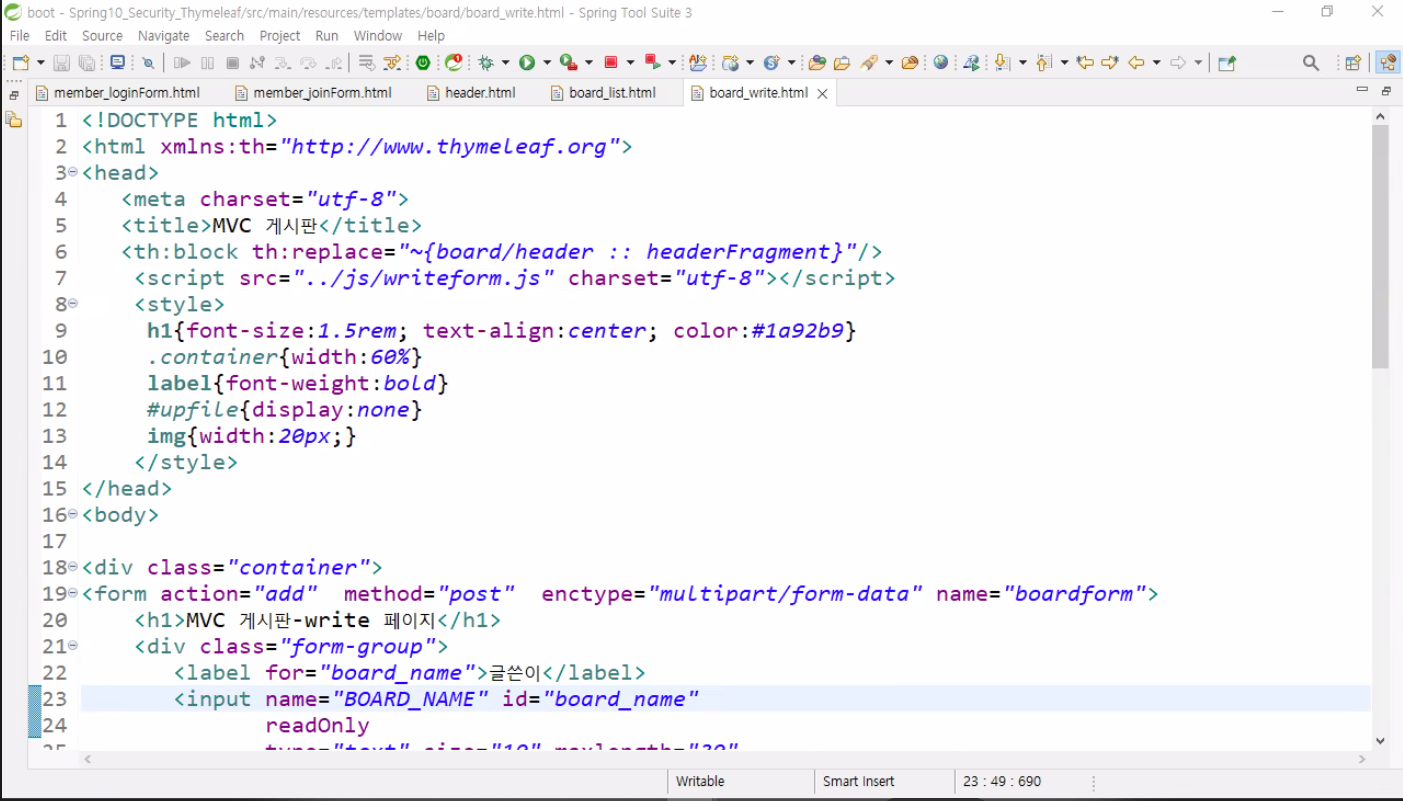 boot - Spring10_Security_Thymeleaf/src/main/resources/templates/board/board_write.html - Spring Tool Suite 3
File Edit Source Navigate Search Project Run Window Help
member_loginForm.html member_joinForm.html header.html board_list.html board_write.html
1 <!DOCTYPE html>
2 <html xmlns:th="http://www.thymeleaf.org">
3 <head>
4 <meta charset="utf-8">
5 <title>MVC 게시판</title>
6 <th:block th:replace="~{board/header :: headerFragment}"/>
7 <script src="../js/writeform.js" charset="utf-8"></script>
8 <style>
9 h1{font-size:1.5rem; text-align:center; color:#1a92b9}
10 .container{width:60%}
11 label{font-weight:bold}
12 #upfile{display:none}
13 img{width:20px;}
14 </style>
15 </head>
16 <body>
17
18 <div class="container">
19 <form action="add" method="post" enctype="multipart/form-data" name="boardform">
20 <h1>MVC 게시판-write 페이지</h1>
21 <div class="form-group">
22 <label for="board_name">글쓴이</label>
23 <input name="BOARD_NAME" id="board_name"
24 readOnly
25 type="text" size="10" maxlength="30"
Writable Smart Insert 23 : 49 : 690